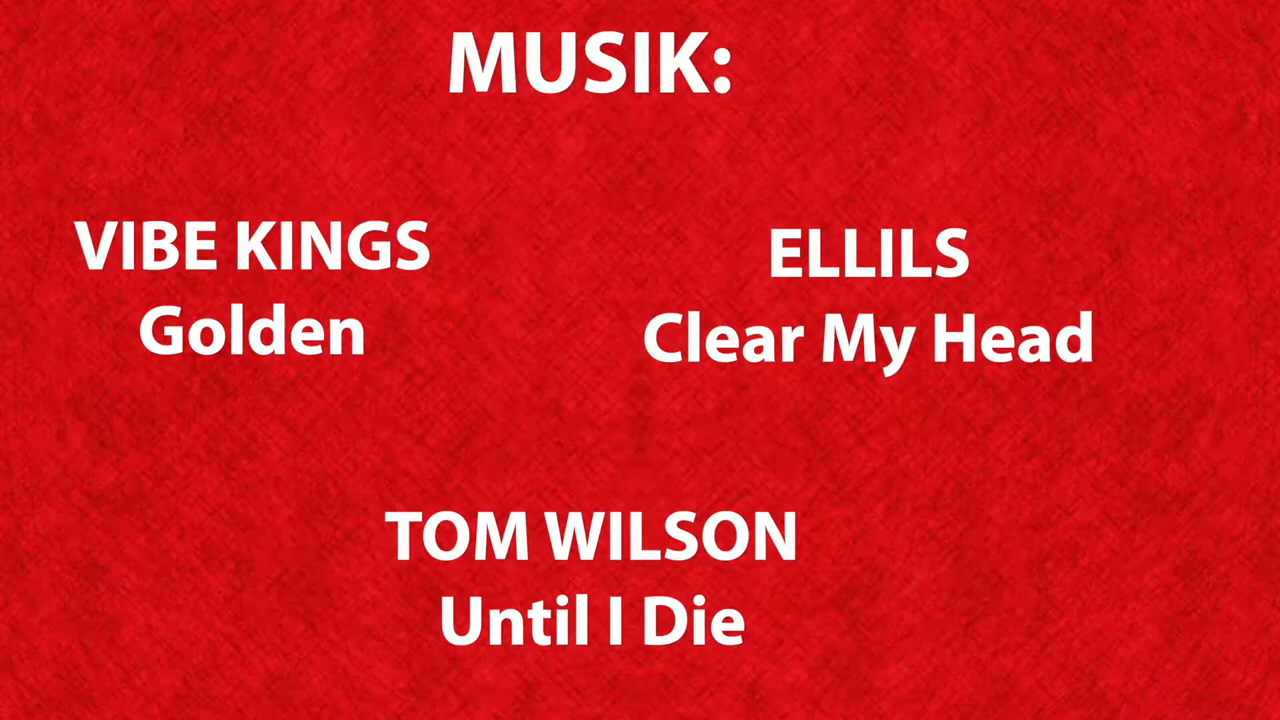 MUSIK:
VIBE KINGS
Golden
ELLILS
Clear My Head
TOM WILSON
Until I Die